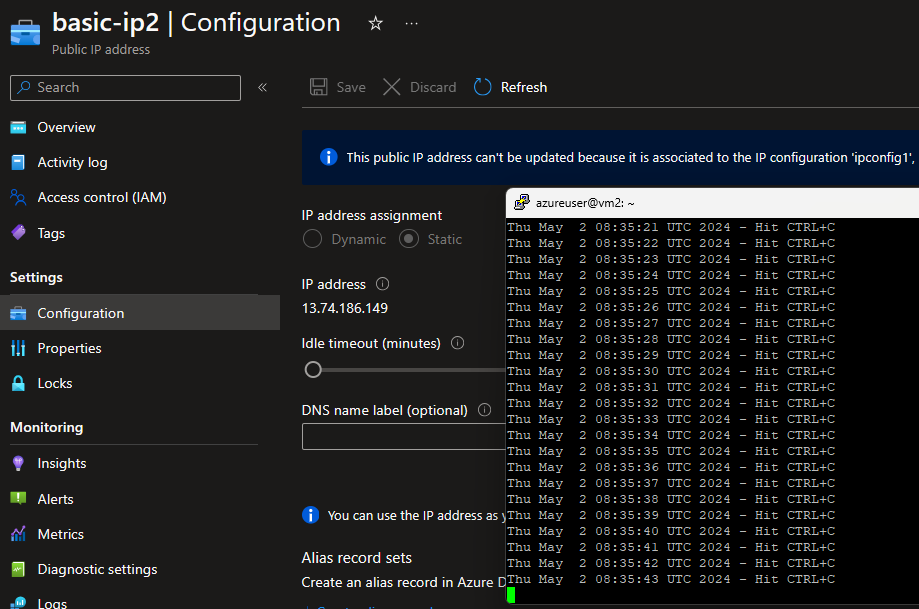 basic-ip2 | Configuration
Public IP address
Search
Save
Discard
Refresh
Overview
Activity log
Access control (IAM)
Tags
Settings
Configuration
Properties
Locks
Monitoring
Insights
Alerts
Metrics
Diagnostic settings
Logs
This public IP address can't be updated because it is associated to the IP configuration 'ipconfig1',
IP address assignment
Dynamic
Static
IP address
13.74.186.149
Idle timeout (minutes)
DNS name label (optional)
You can use the IP address as
Alias record sets
Create an alias record in Azure
azureuser@vm2: ~
Thu May  2 08:35:21 UTC 2024 - Hit CTRL+C
Thu May  2 08:35:22 UTC 2024 - Hit CTRL+C
Thu May  2 08:35:23 UTC 2024 - Hit CTRL+C
Thu May  2 08:35:24 UTC 2024 - Hit CTRL+C
Thu May  2 08:35:25 UTC 2024 - Hit CTRL+C
Thu May  2 08:35:26 UTC 2024 - Hit CTRL+C
Thu May  2 08:35:27 UTC 2024 - Hit CTRL+C
Thu May  2 08:35:28 UTC 2024 - Hit CTRL+C
Thu May  2 08:35:29 UTC 2024 - Hit CTRL+C
Thu May  2 08:35:30 UTC 2024 - Hit CTRL+C
Thu May  2 08:35:31 UTC 2024 - Hit CTRL+C
Thu May  2 08:35:32 UTC 2024 - Hit CTRL+C
Thu May  2 08:35:33 UTC 2024 - Hit CTRL+C
Thu May  2 08:35:34 UTC 2024 - Hit CTRL+C
Thu May  2 08:35:35 UTC 2024 - Hit CTRL+C
Thu May  2 08:35:36 UTC 2024 - Hit CTRL+C
Thu May  2 08:35:37 UTC 2024 - Hit CTRL+C
Thu May  2 08:35:38 UTC 2024 - Hit CTRL+C
Thu May  2 08:35:39 UTC 2024 - Hit CTRL+C
Thu May  2 08:35:40 UTC 2024 - Hit CTRL+C
Thu May  2 08:35:41 UTC 2024 - Hit CTRL+C
Thu May  2 08:35:42 UTC 2024 - Hit CTRL+C
Thu May  2 08:35:43 UTC 2024 - Hit CTRL+C